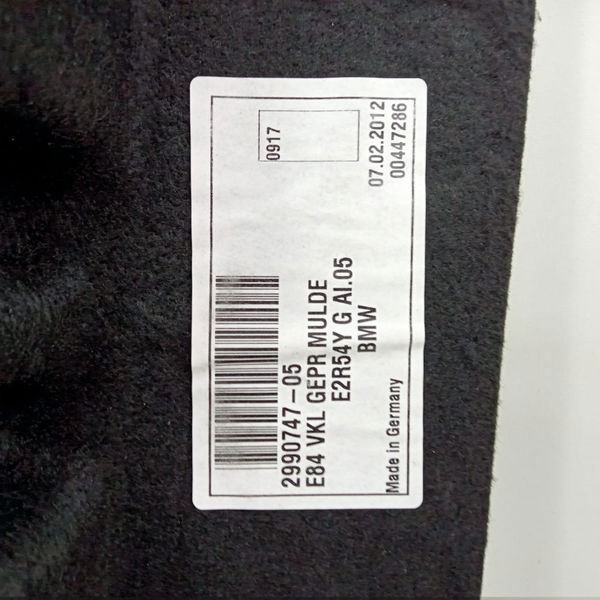 0917
07.02.2012
00447286
2990747-05
E84 VKL GEPR MULDE
E2R54Y G AI.05
BMW
Made in Germany